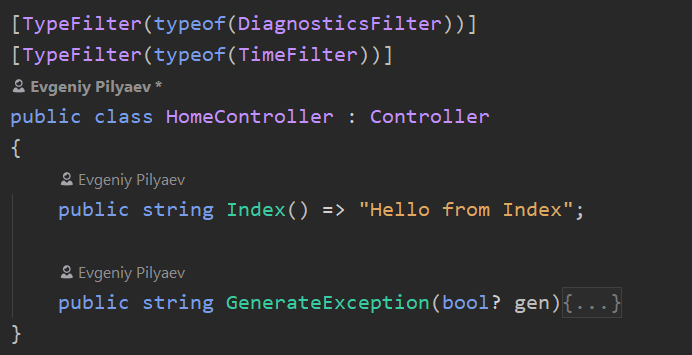 [TypeFilter(typeof(DiagnosticsFilter))]
[TypeFilter(typeof(TimeFilter))]
Evgeniy Pilyaev *
public class HomeController : Controller
{
Evgeniy Pilyaev
public string Index() => "Hello from Index";
Evgeniy Pilyaev
public string GenerateException(bool? gen){...}
}